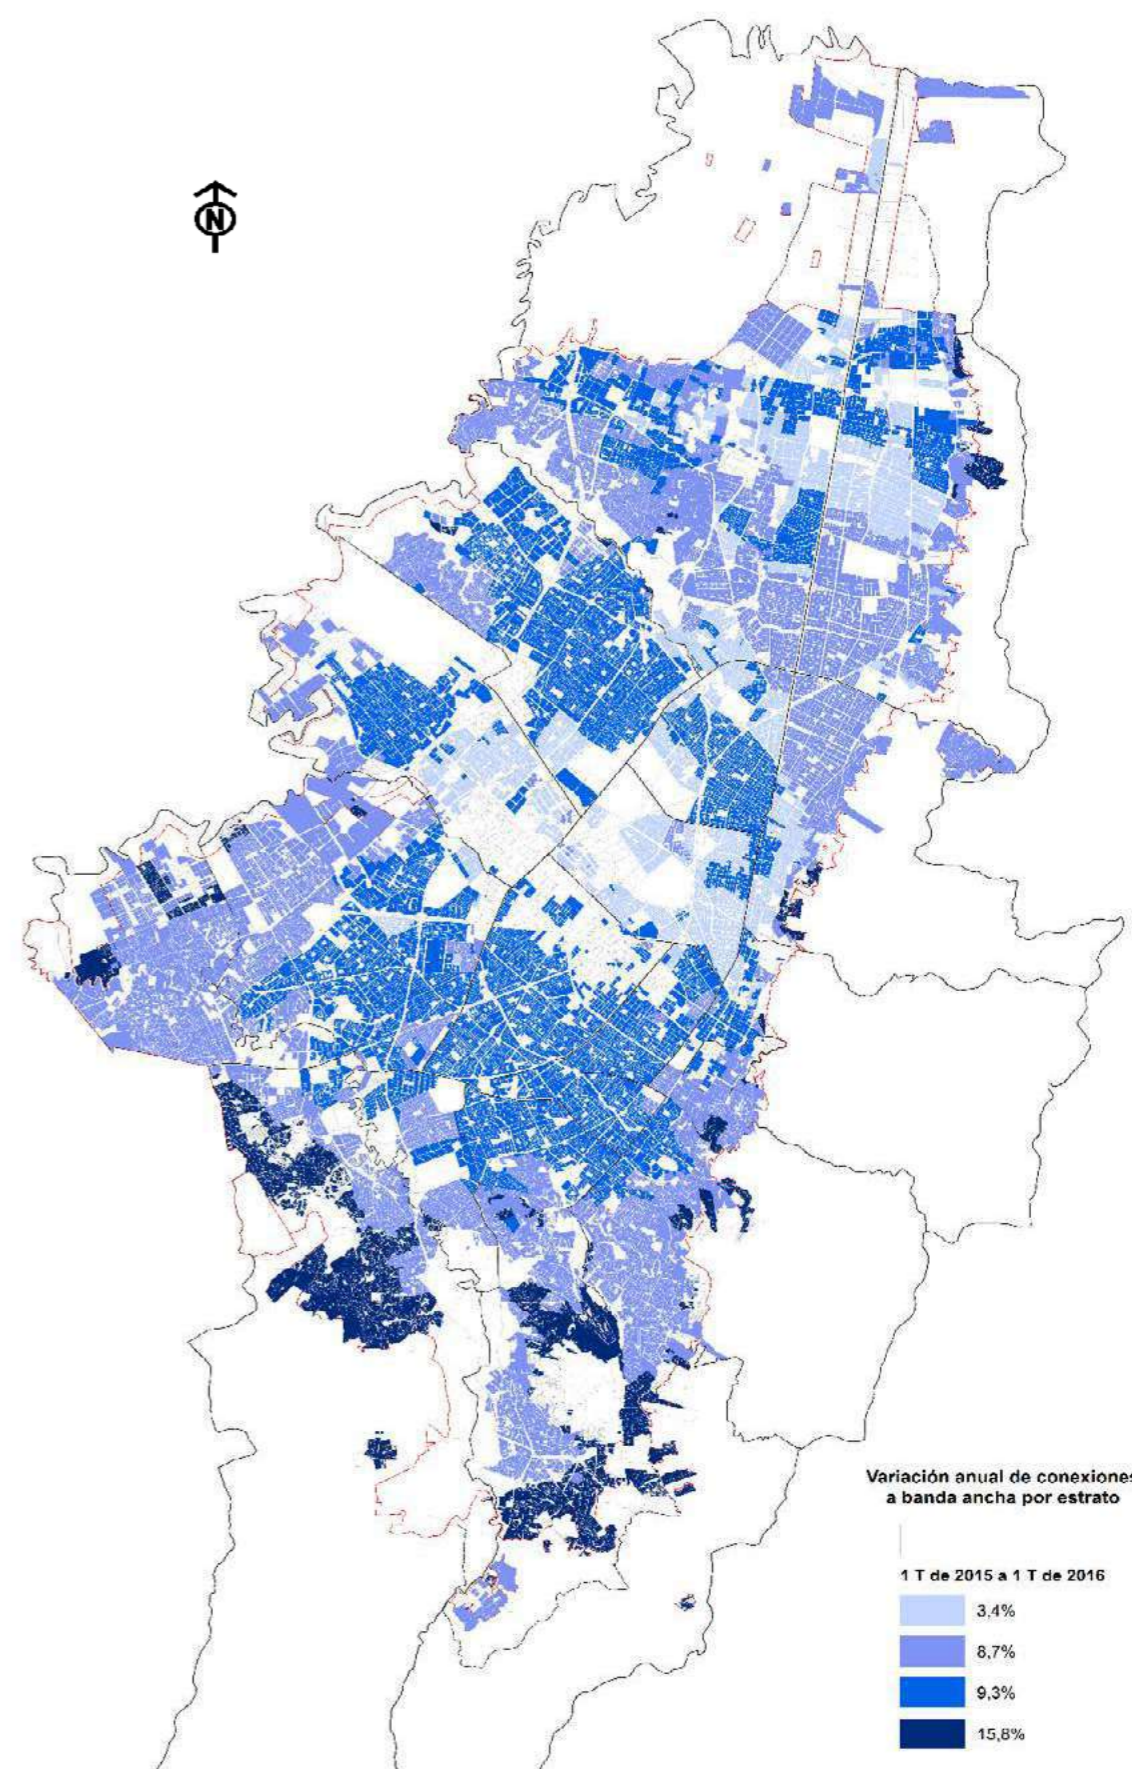 N
Variación anual de conexiones
a banda ancha por estrato
1 T de 2015 a 1 T de 2016
3,4%
8,7%
9,3%
15,8%